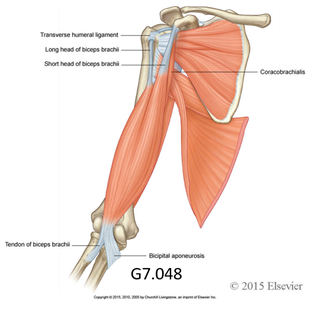 Transverse humeral ligament
Long head of biceps brachii
Short head of biceps brachii
Coracobrachialis
Tendon of biceps brachii
Bicipital aponeurosis
G7.048
© 2015 Elsevier
Copyright © 2015, 2010, 2005 by Churchill Livingstone, an imprint of Elsevier Inc.